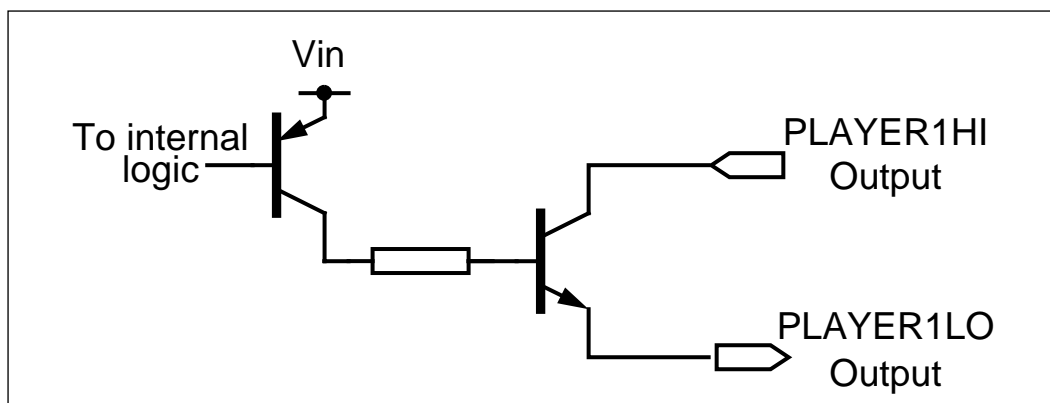 Vin
To internal
logic
PLAYER1HI
Output
PLAYER1LO
Output